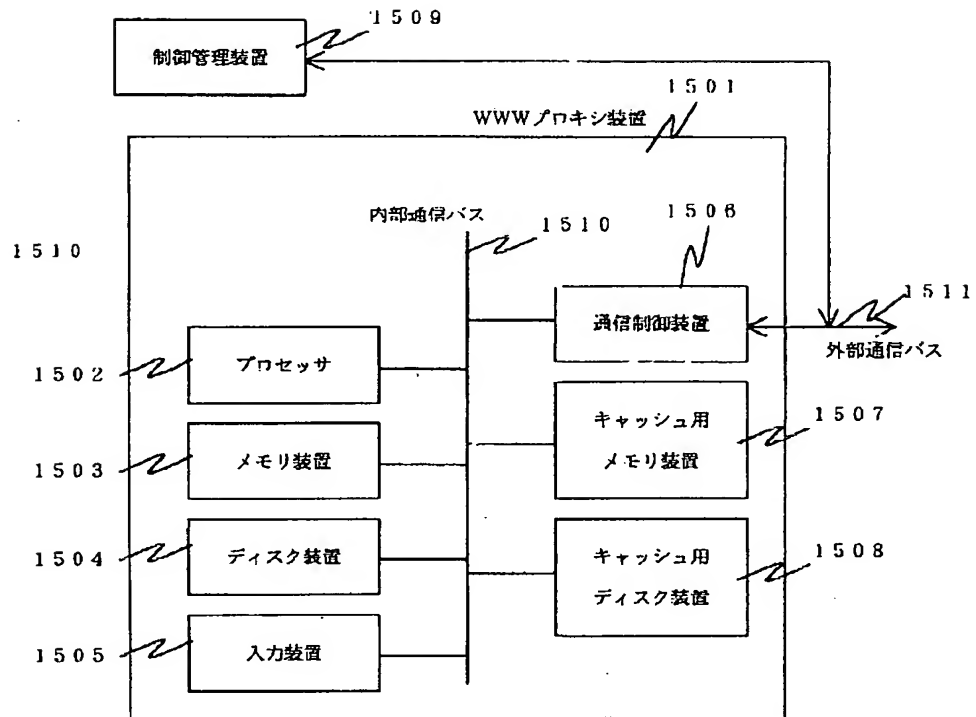 1509
制御管理装置
1501
WWWプロキシ装置
内部通信バス
1510
1506
1510
1511
通信制御装置
外部通信バス
プロセッサ
1502
キャッシュ用
メモリ装置
1507
メモリ装置
1503
ディスク装置
1504
キャッシュ用
ディスク装置
1508
入力装置
1505